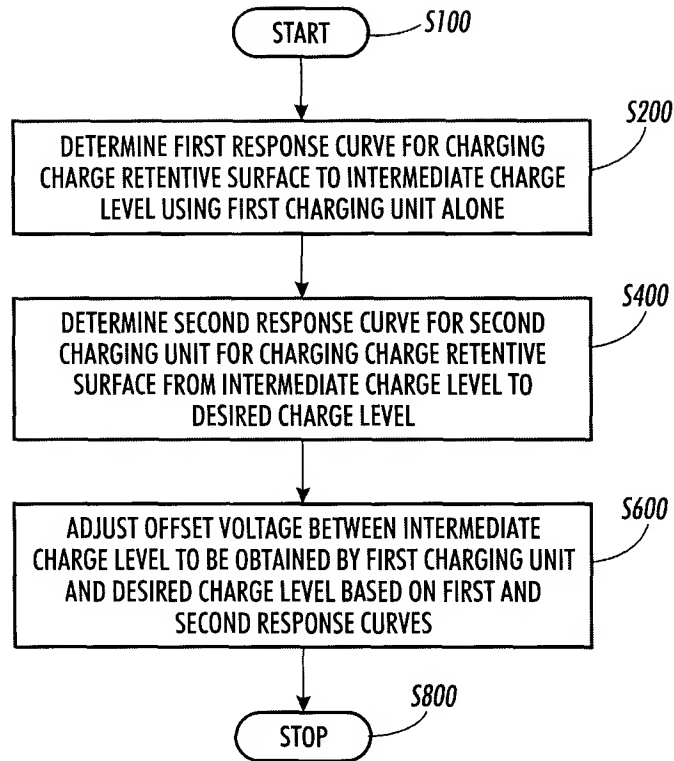 START
S100
S200
DETERMINE FIRST RESPONSE CURVE FOR CHARGING
CHARGE RETENTIVE SURFACE TO INTERMEDIATE CHARGE
LEVEL USING FIRST CHARGING UNIT ALONE
S400
DETERMINE SECOND RESPONSE CURVE FOR SECOND
CHARGING UNIT FOR CHARGING CHARGE RETENTIVE
SURFACE FROM INTERMEDIATE CHARGE LEVEL TO
DESIRED CHARGE LEVEL
S600
ADJUST OFFSET VOLTAGE BETWEEN INTERMEDIATE
CHARGE LEVEL TO BE OBTAINED BY FIRST CHARGING UNIT
AND DESIRED CHARGE LEVEL BASED ON FIRST AND
SECOND RESPONSE CURVES
S800
STOP